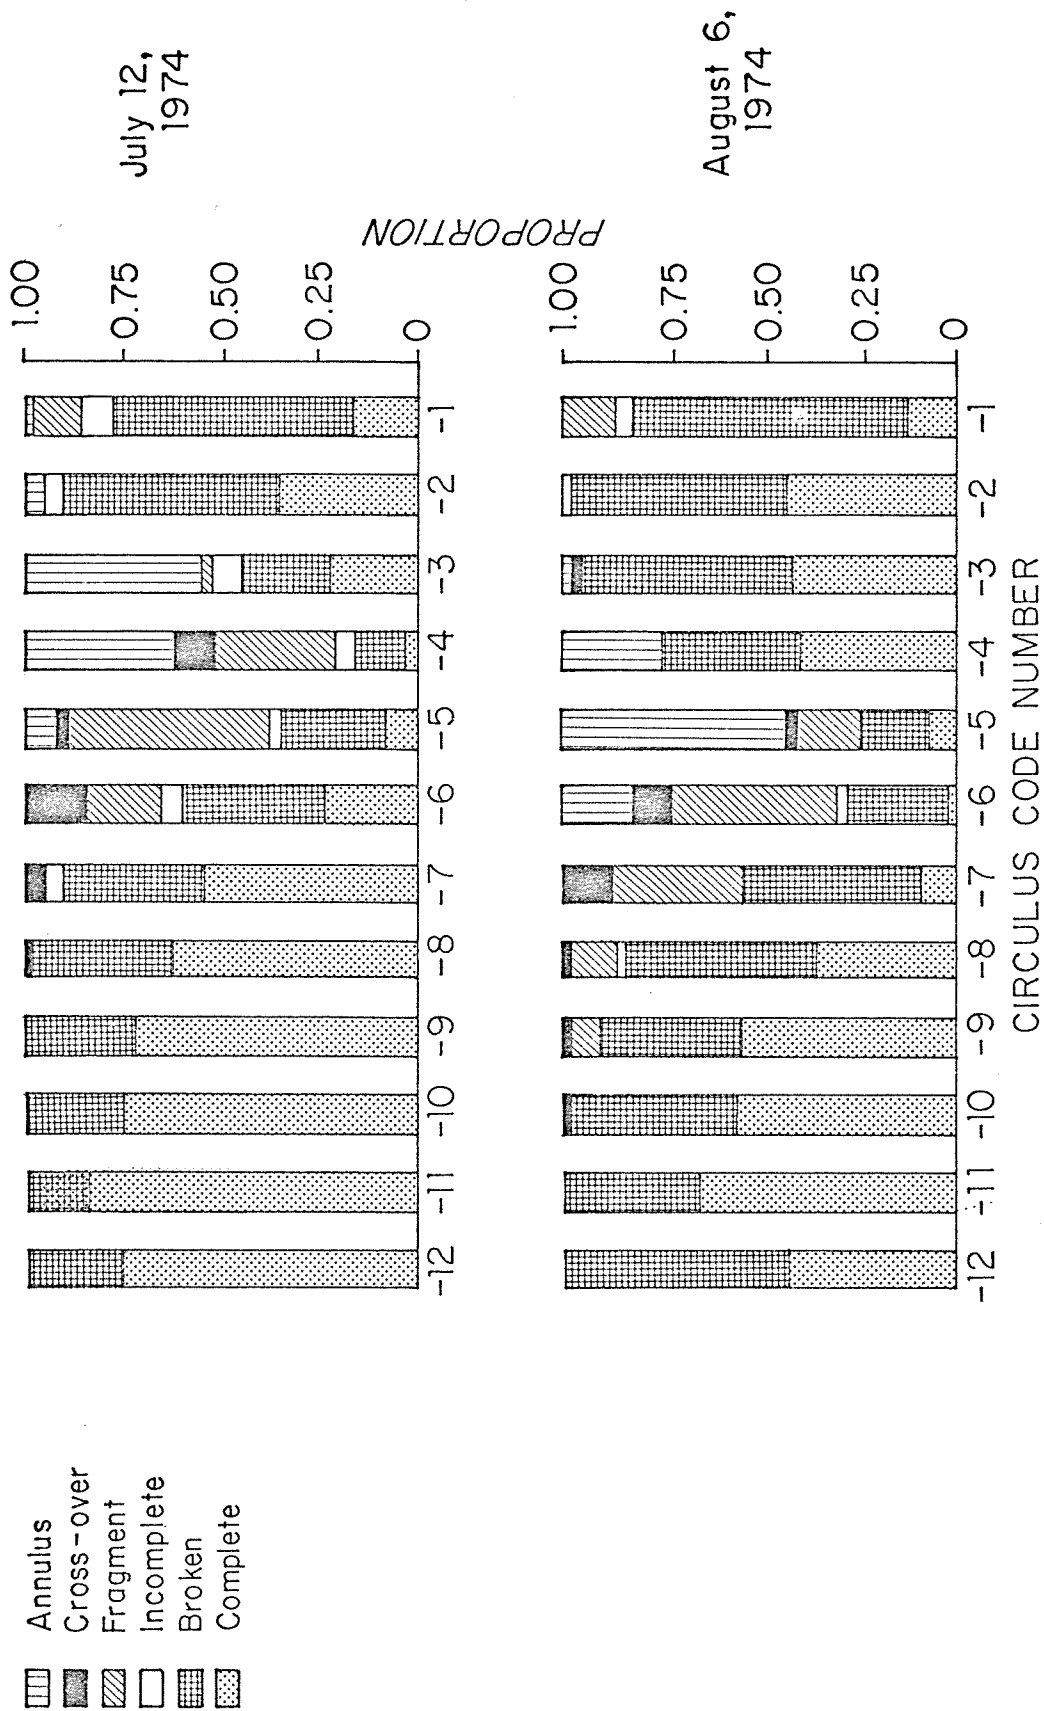 Annulus
Cross-over
Fragment
Incomplete
Broken
Complete
July 12,
1974
1.00
0.75
0.50
0.25
0
-12 -11 -10 -9 -8 -7 -6 -5 -4 -3 -2 -1
PROPORTION
August 6,
1974
1.00
0.75
0.50
0.25
0
-12 -11 -10 -9 -8 -7 -6 -5 -4 -3 -2 -1
CIRCULUS CODE NUMBER